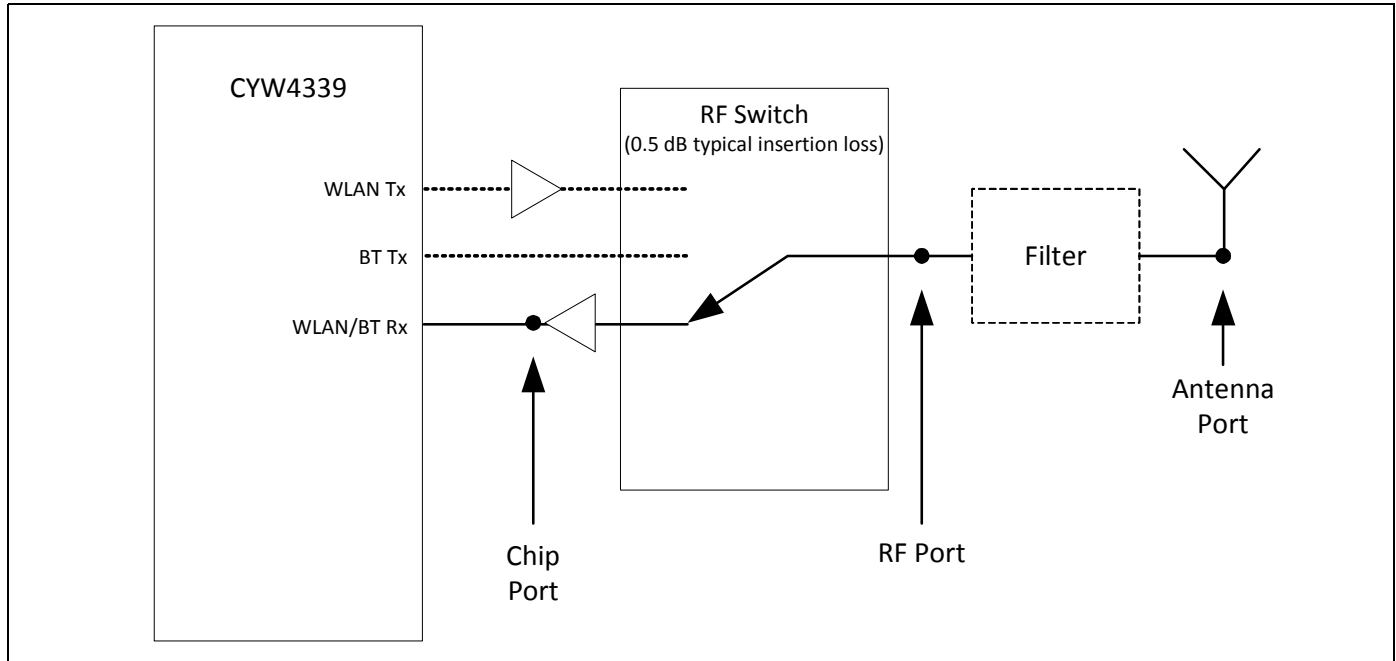 CYW4339
RF Switch
(0.5 dB typical insertion loss)
WLAN Tx
BT Tx
WLAN/BT Rx
Filter
Antenna
Port
RF Port
Chip
Port